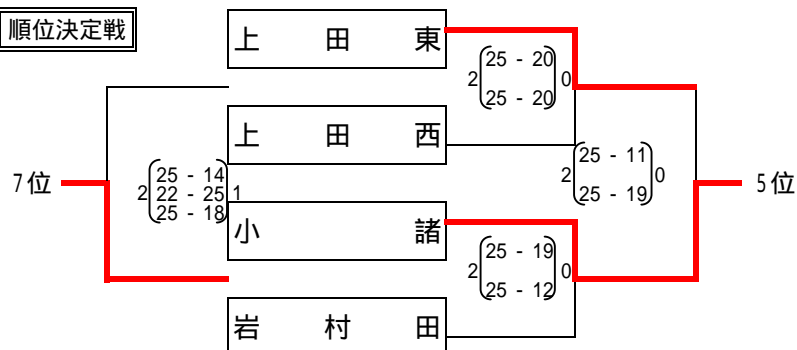 順位決定戦
上田東
2 25 - 20 0
25 - 20
上田西
25 - 11
2 0
25 - 19
7位
25 - 14
2 22 - 25 1
25 - 18
5位
小諸
25 - 19
2 0
25 - 12
岩村田